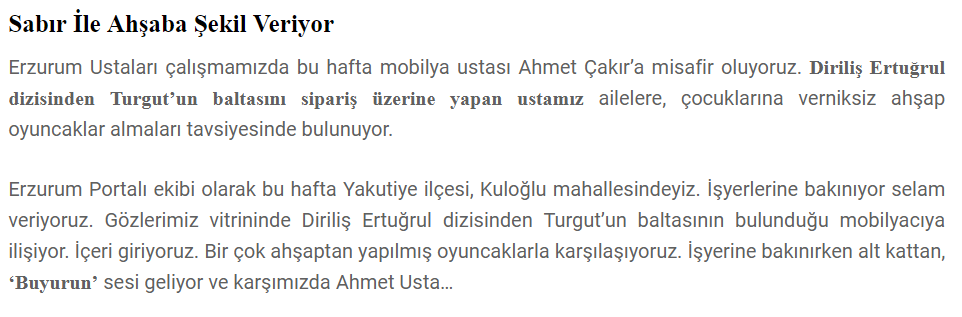 Sabır İle Ahşaba Şekil Veriyor
Erzurum Ustaları çalışmamızda bu hafta mobilya ustası Ahmet Çakır’a misafir oluyoruz. Diriliş Ertuğrul
dizisinden Turgut’un baltasını sipariş üzerine yapan ustamız ailelere, çocuklarına verniksiz ahşap
oyuncaklar almaları tavsiyesinde bulunuyor.
Erzurum Portalı ekibi olarak bu hafta Yakutiye ilçesi, Kuloğlu mahallesindeyiz. İşyerlerine bakınıyor selam
veriyoruz. Gözlerimiz vitrininde Diriliş Ertuğrul dizisinden Turgut’un baltasının bulunduğu mobilyacıya
ilişiyor. İçeri giriyoruz. Bir çok ahşaptan yapılmış oyuncaklarla karşılaşıyoruz. İşyerine bakınırken alt kattan,
‘Buyurun’ sesi geliyor ve karşımızda Ahmet Usta…